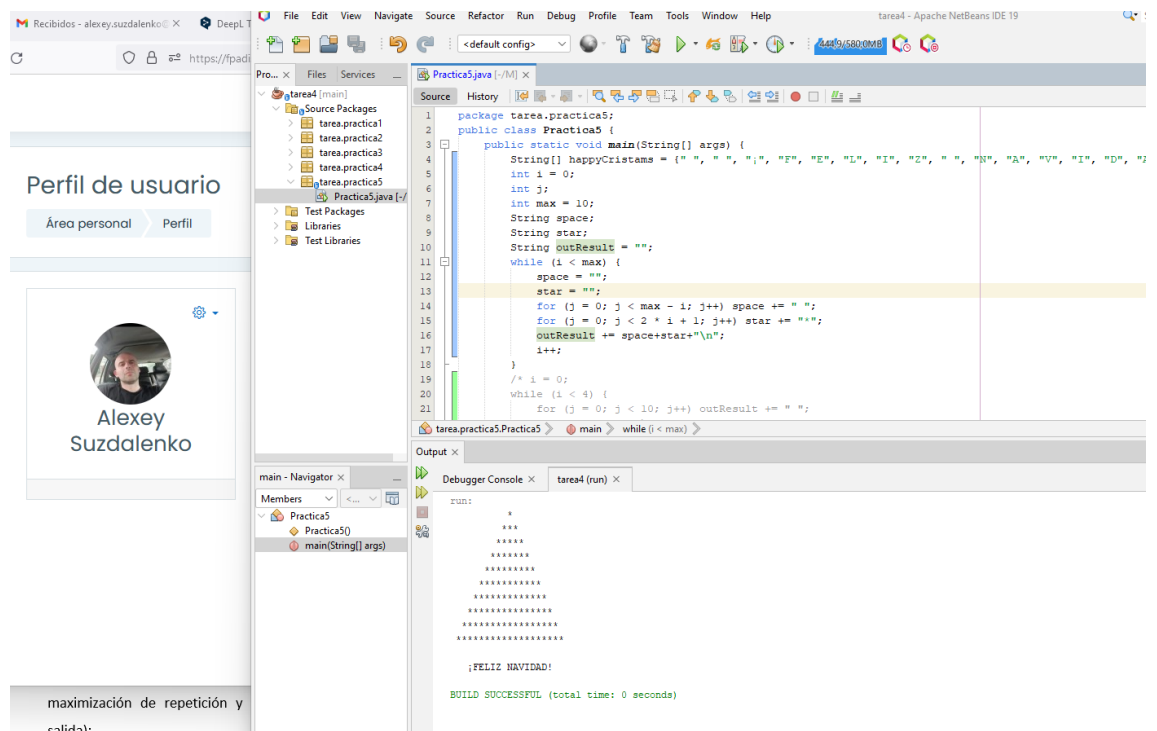 Recibidos - alexey.suzdalenko
DeepL T
https://fpadi
Perfil de usuario
Área personal
Perfil
Alexey
Suzdalenko
maximización de repetición y
salida):
File Edit View Navigate Source Refactor Run Debug Profile Team Tools Window Help
tarea4 - Apache NetBeans IDE 19
<default config>
444,9/580,0MB
Pro...
Files
Services
tarea4 [main]
Source Packages
tarea.practica1
tarea.practica2
tarea.practica3
tarea.practica4
tarea.practica5
Practica5.java [-/
Test Packages
Libraries
Test Libraries
main - Navigator
Members
<...
Practica5
Practica5()
main(String[] args)
Practica5.java [-/M]
Source
History
1 package tarea.practica5;
2 public class Practica5 {
3 public static void main(String[] args) {
4 String[] happyCristams = {" ", " ", "¡", "F", "E", "L", "I", "Z", " ", "N", "A", "V", "I", "D", "A
5 int i = 0;
6 int j;
7 int max = 10;
8 String space;
9 String star;
10 String outResult = "";
11 while (i < max) {
12 space = "";
13 star = "";
14 for (j = 0; j < max - i; j++) space += " ";
15 for (j = 0; j < 2 * i + 1; j++) star += "*";
16 outResult += space+star+"\n";
17 i++;
18 }
19 /* i = 0;
20 while (i < 4) {
21 for (j = 0; j < 10; j++) outResult += " ";
tarea.practica5.Practica5
main
while (i < max)
Output
Debugger Console
tarea4 (run)
run:
*
***
*****
*******
*********
***********
*************
***************
*****************
*******************
¡FELIZ NAVIDAD!
BUILD SUCCESSFUL (total time: 0 seconds)